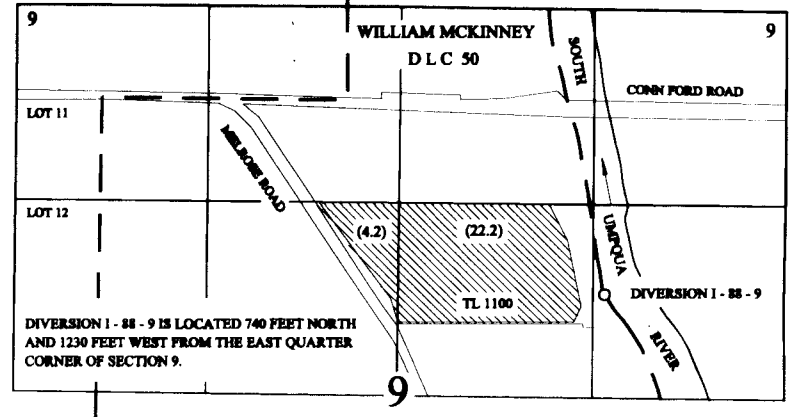 9
WILLIAM MCKINNEY
D L C 50
9
SOUTH
CONN FORD ROAD
LOT 11
MELROSE ROAD
LOT 12
(4.2)
(22.2)
UMPQUA
TL 1100
DIVERSION I - 88 - 9
RIVER
DIVERSION I - 88 - 9 IS LOCATED 740 FEET NORTH
AND 1230 FEET WEST FROM THE EAST QUARTER
CORNER OF SECTION 9.
9